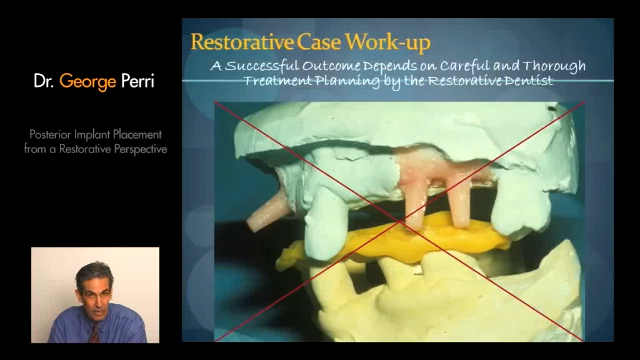 Dr. George Perri
Posterior Implant Placement
from a Restorative Perspective
Restorative Case Work-up
A Successful Outcome Depends on Careful and Thorough
Treatment Planning by the Restorative Dentist